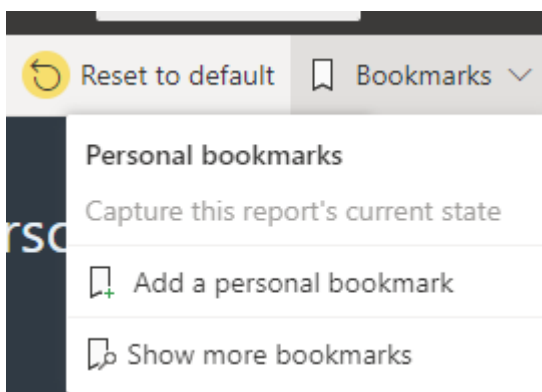 Reset to default
Bookmarks
Personal bookmarks
Capture this report's current state
Add a personal bookmark
Show more bookmarks